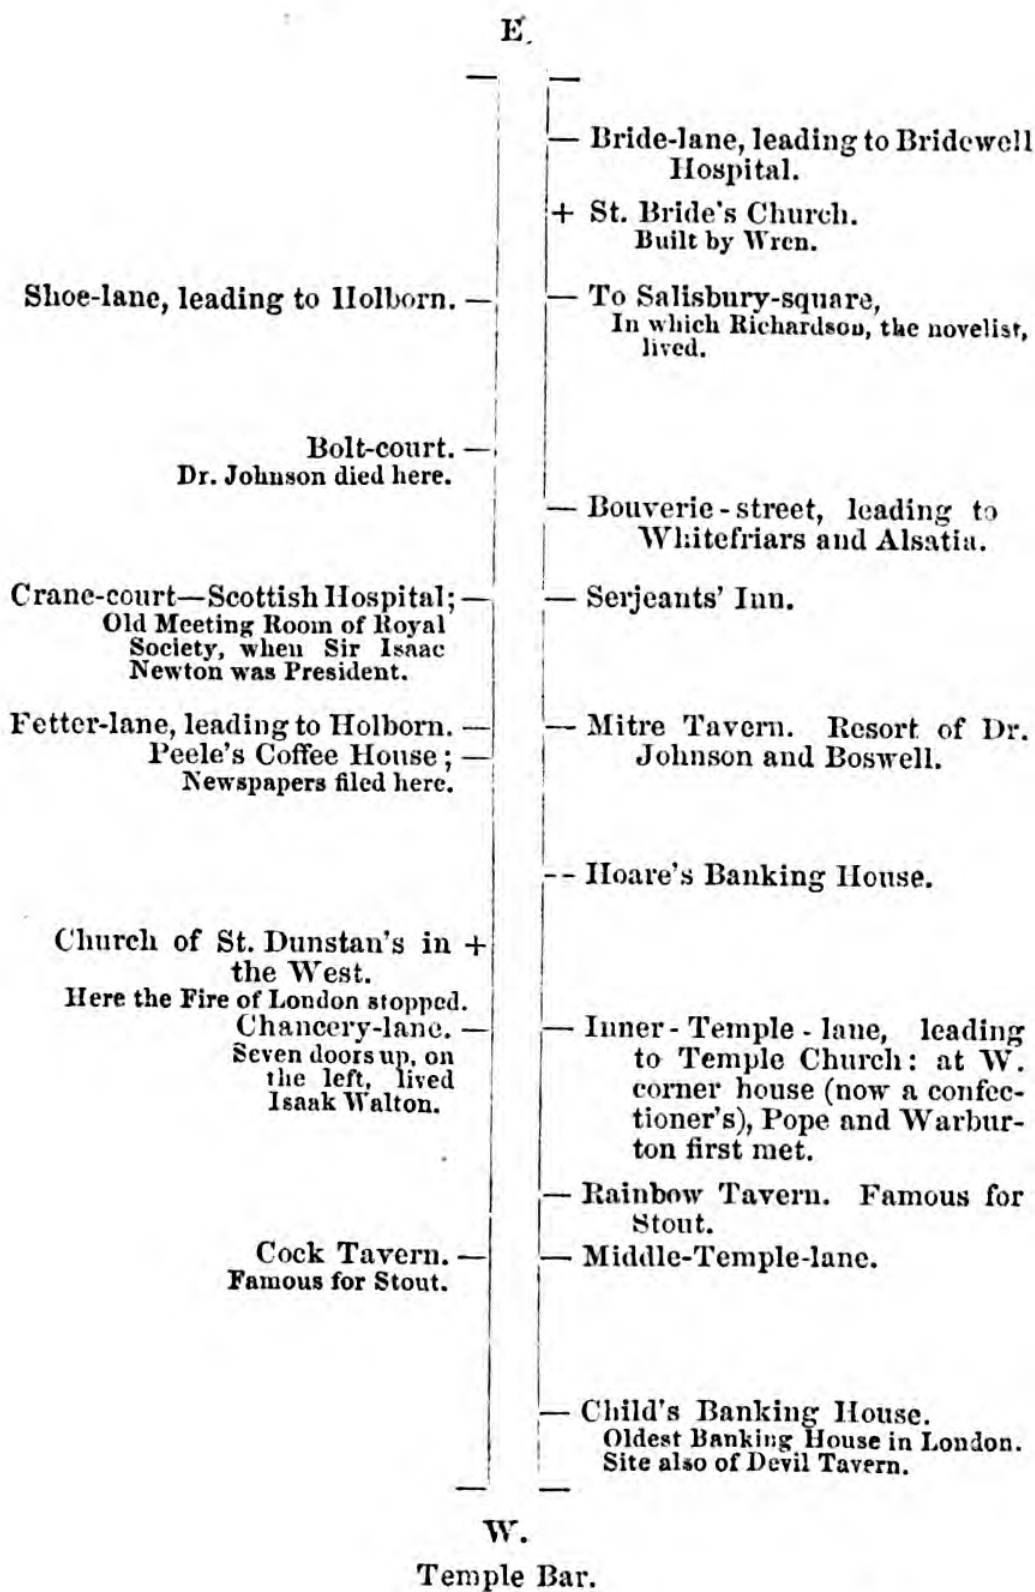 E.
Bride-lane, leading to Bridewell
Hospital.
+ St. Bride's Church.
Built by Wren.
Shoe-lane, leading to Holborn. —
— To Salisbury-square,
In which Richardson, the novelist,
lived.
Bolt-court. —
Dr. Johnson died here.
— Bouverie-street, leading to
Whitefriars and Alsatia.
Crane-court—Scottish Hospital; —
Old Meeting Room of Royal
Society, when Sir Isaac
Newton was President.
— Serjeants' Inn.
Fetter-lane, leading to Holborn. —
Peele's Coffee House; —
Newspapers filed here.
— Mitre Tavern. Resort of Dr.
Johnson and Boswell.
-- Hoare's Banking House.
Church of St. Dunstan's in +
the West.
Here the Fire of London stopped.
Chancery-lane. —
Seven doors up, on
the left, lived
Isaak Walton.
— Inner-Temple-lane, leading
to Temple Church: at W.
corner house (now a confec-
tioner's), Pope and Warbur-
ton first met.
— Rainbow Tavern. Famous for
Stout.
Cock Tavern. —
Famous for Stout.
— Middle-Temple-lane.
— Child's Banking House.
Oldest Banking House in London.
Site also of Devil Tavern.
W.
Temple Bar.